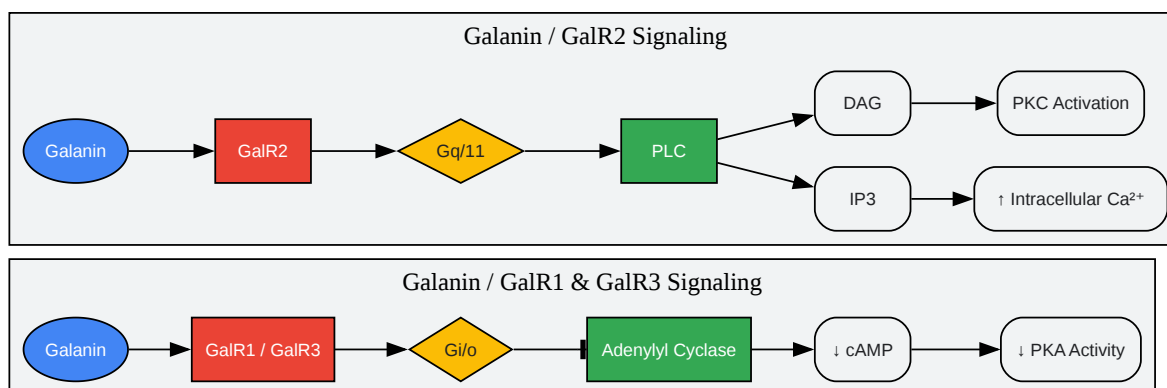 Galanin / GalR2 Signaling
Galanin
GalR2
Gq/11
PLC
DAG
PKC Activation
IP3
↑ Intracellular Ca²⁺
Galanin / GalR1 & GalR3 Signaling
Galanin
GalR1 / GalR3
Gi/o
Adenylyl Cyclase
↓ cAMP
↓ PKA Activity